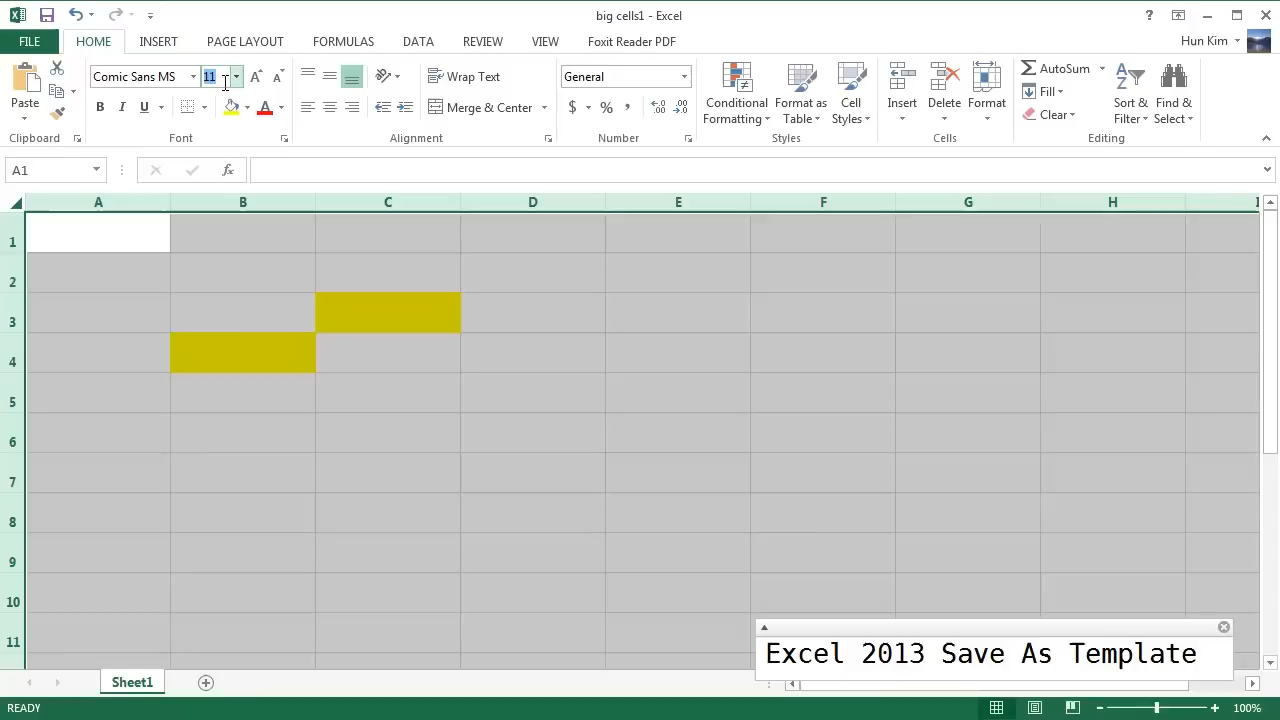 big cells1 - Excel
FILE HOME INSERT PAGE LAYOUT FORMULAS DATA REVIEW VIEW Foxit Reader PDF Hun Kim
Comic Sans MS 11 Wrap Text General AutoSum
Paste Conditional Formatting Format as Table Cell Styles Insert Delete Format Fill Sort & Filter Find & Select
B I U Merge & Center $ % , Clear
Clipboard Font Alignment Number Styles Cells Editing
A1 fx
A B C D E F G H I
1
2
3
4
5
6
7
8
9
10
11
Excel 2013 Save As Template
Sheet1
READY 100%